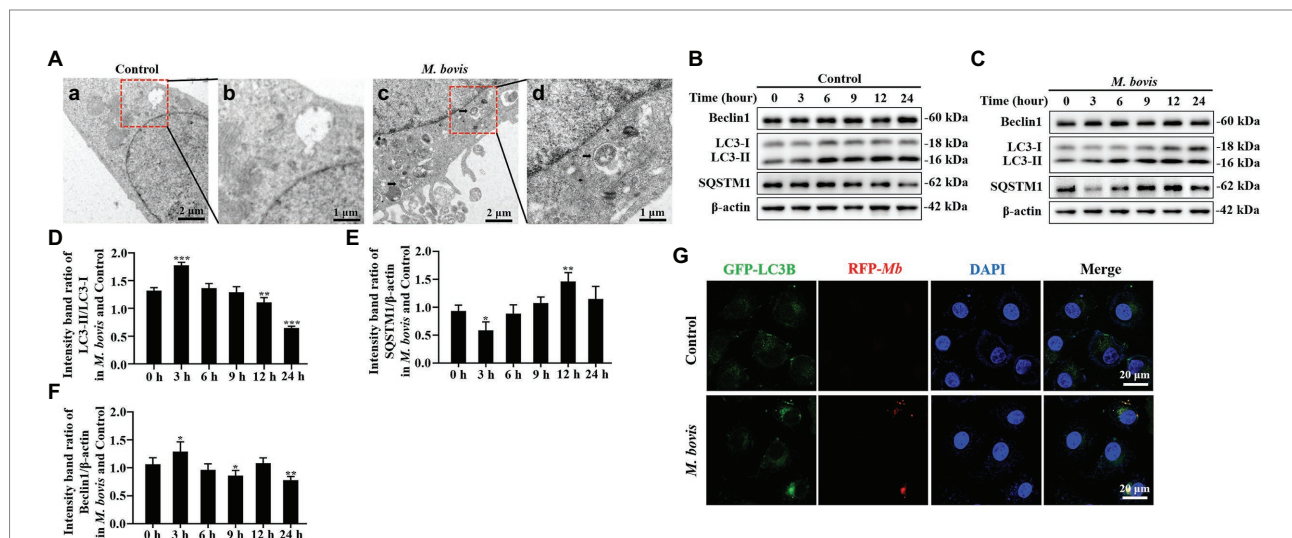 A
Control
M. bovis
a
b
c
d
2 μm
1 μm
2 μm
1 μm
B
Control
Time (hour) 0 3 6 9 12 24
Beclin1 -60 kDa
LC3-I -18 kDa
LC3-II -16 kDa
SQSTM1 -62 kDa
β-actin -42 kDa
C
M. bovis
Time (hour) 0 3 6 9 12 24
Beclin1 -60 kDa
LC3-I -18 kDa
LC3-II -16 kDa
SQSTM1 -62 kDa
β-actin -42 kDa
D
Intensity band ratio of
LC3-II/LC3-I
in M. bovis and Control
2.0
1.5
1.0
0.5
0.0
***
**
***
0 h 3 h 6 h 9 h 12 h 24 h
E
Intensity band ratio of
SQSTM1/β-actin
in M. bovis and Control
2.0
1.5
1.0
0.5
0.0
*
**
0 h 3 h 6 h 9 h 12 h 24 h
F
Intensity band ratio of
Beclin1/β-actin
in M. bovis and Control
2.0
1.5
1.0
0.5
0.0
*
*
**
0 h 3 h 6 h 9 h 12 h 24 h
G
GFP-LC3B RFP-Mb DAPI Merge
Control
20 μm
M. bovis
20 μm